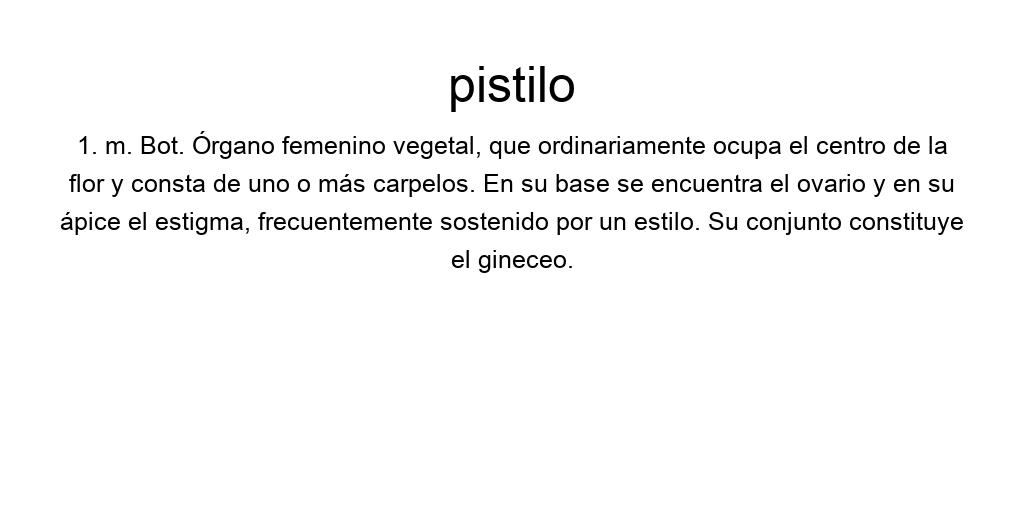 pistilo
1. m. Bot. Órgano femenino vegetal, que ordinariamente ocupa el centro de la
flor y consta de uno o más carpelos. En su base se encuentra el ovario y en su
ápice el estigma, frecuentemente sostenido por un estilo. Su conjunto constituye
el gineceo.